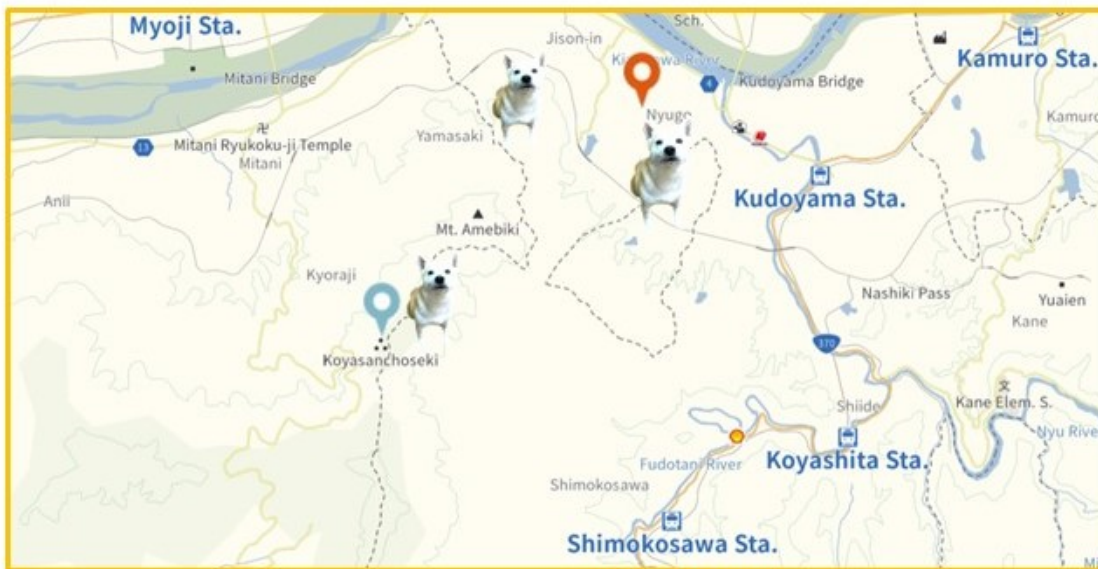 Myoji Sta.
Sch.
Jison-in
Kamuro Sta.
Mitani Bridge
Kudoyama Bridge
4
Nyugo
Kamuro
Yamasaki
13
Mitani Ryukoku-ji Temple
Mitani
Kudoyama Sta.
Anii
Mt. Amebiki
Kyoraji
Nashiki Pass
Yuaien
Kane
Koyasanchoseki
370
Kane Elem. S.
Shiide
Nyu River
Koyashita Sta.
Fudotani River
Shimokosawa
Shimokosawa Sta.